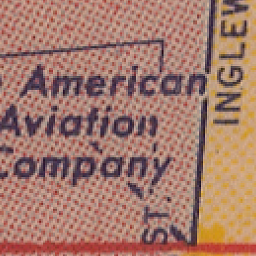 American
Aviation
Company
INGLEW
ST.